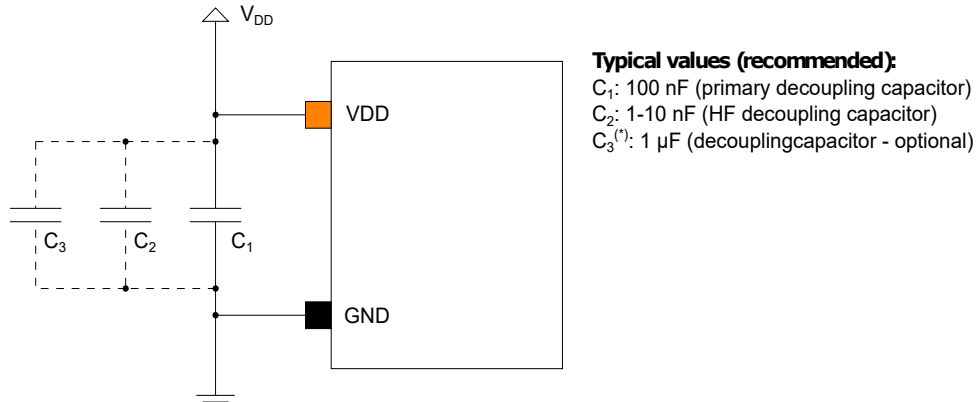 V_DD
VDD
C₃
C₂
C₁
GND
Typical values (recommended):
C₁: 100 nF (primary decoupling capacitor)
C₂: 1-10 nF (HF decoupling capacitor)
C₃⁽*⁾: 1 µF (decouplingcapacitor - optional)